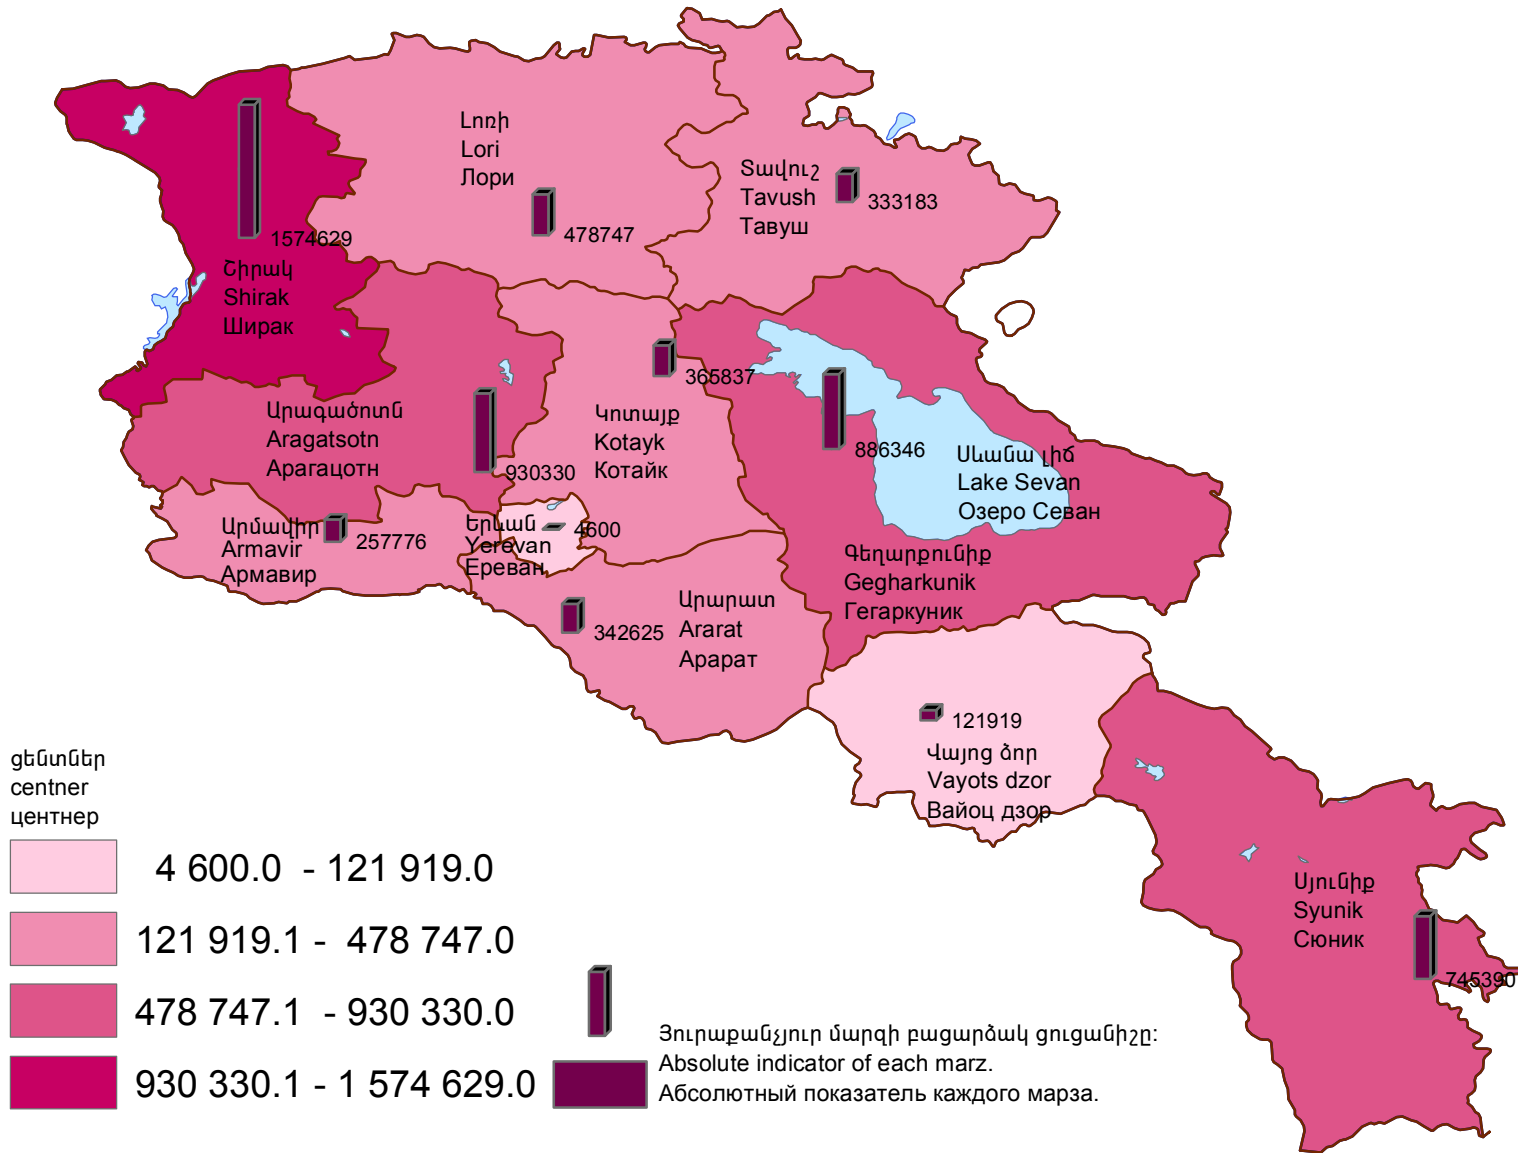 Լոռի
Lori
Лори
478747
Տավուշ
Tavush
Тавуш
333183
1574629
Շիրակ
Shirak
Ширак
365837
Արագածոտն
Aragatsotn
Арагацотн
930330
Կոտայք
Kotayk
Котайк
886346
Սևանա լիճ
Lake Sevan
Озеро Севан
Արմավիր
Armavir
Армавир
257776
Երևան
Yerevan
Ереван
4600
Գեղարքունիք
Gegharkunik
Гегаркуник
342625
Արարատ
Ararat
Арарат
121919
Վայոց ձոր
Vayots dzor
Вайоц дзор
Սյունիք
Syunik
Сюник
745390
ցենտներ
centner
центнер
4 600.0 - 121 919.0
121 919.1 - 478 747.0
478 747.1 - 930 330.0
930 330.1 - 1 574 629.0
Յուրաքանչյուր մարզի բացարձակ ցուցանիշը:
Absolute indicator of each marz.
Абсолютный показатель каждого марза.